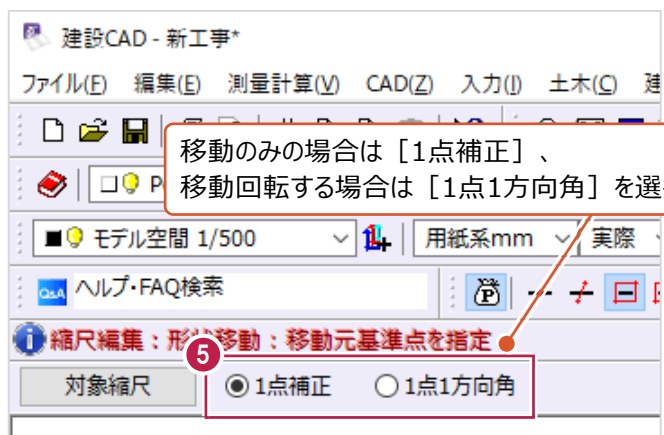 建設CAD - 新工事*
ファイル(F) 編集(E) 測量計算(V) CAD(Z) 入力(I) 土木(C) 建
移動のみの場合は［1点補正］、
移動回転する場合は［1点1方向角］を選
P
モデル空間 1/500 用紙系mm 実際
Q&A ヘルプ･FAQ検索
縮尺編集：形状移動：移動元基準点を指定
5
対象縮尺 1点補正 1点1方向角